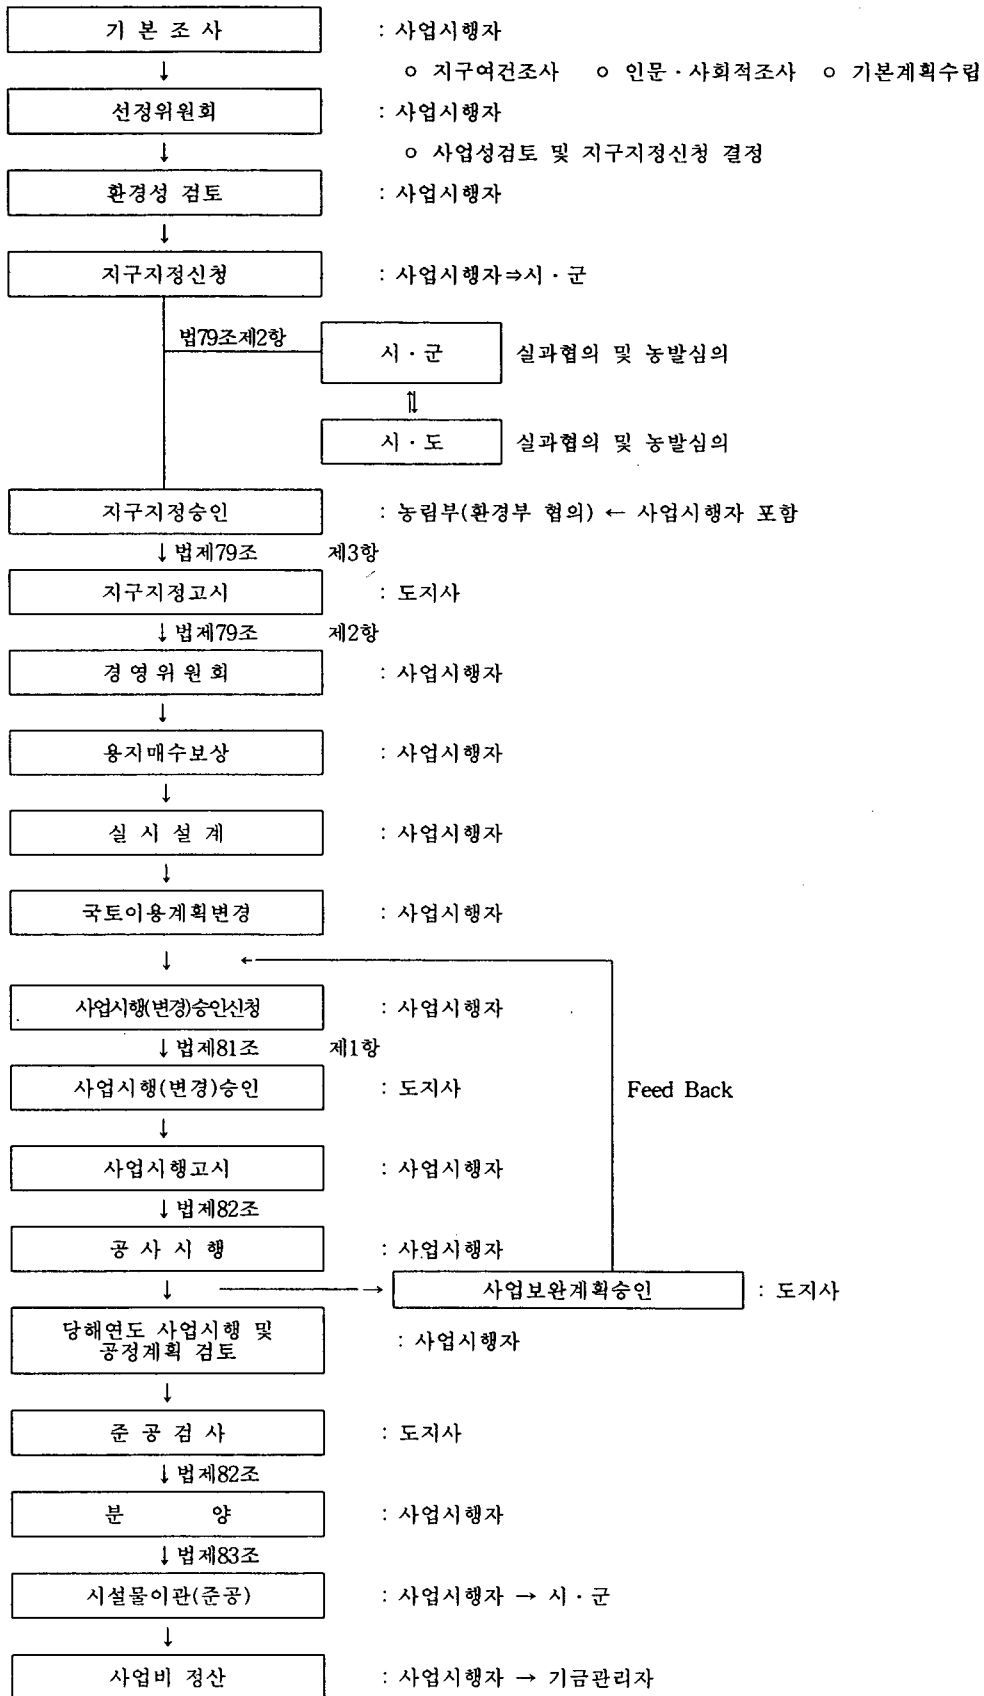 기 본 조 사 : 사업시행자
↓ ㅇ 지구여건조사 ㅇ 인문·사회적조사 ㅇ 기본계획수립
선정위원회 : 사업시행자
↓ ㅇ 사업성검토 및 지구지정신청 결정
환경성 검토 : 사업시행자
↓
지구지정신청 : 사업시행자⇒시·군
법79조제2항
시·군 실과협의 및 농발심의
⇅
시·도 실과협의 및 농발심의
지구지정승인 : 농림부(환경부 협의) ← 사업시행자 포함
↓법제79조 제3항
지구지정고시 : 도지사
↓법제79조 제2항
경 영 위 원 회 : 사업시행자
↓
용지매수보상 : 사업시행자
↓
실 시 설 계 : 사업시행자
↓
국토이용계획변경 : 사업시행자
↓ ←
사업시행(변경)승인신청 : 사업시행자
↓법제81조 제1항
사업시행(변경)승인 : 도지사 Feed Back
↓
사업시행고시 : 사업시행자
↓법제82조
공 사 시 행 : 사업시행자
↓ → 사업보완계획승인 : 도지사
당해연도 사업시행 및
공정계획 검토 : 사업시행자
↓
준 공 검 사 : 도지사
↓법제82조
분 양 : 사업시행자
↓법제83조
시설물이관(준공) : 사업시행자 → 시·군
↓
사업비 정산 : 사업시행자 → 기금관리자